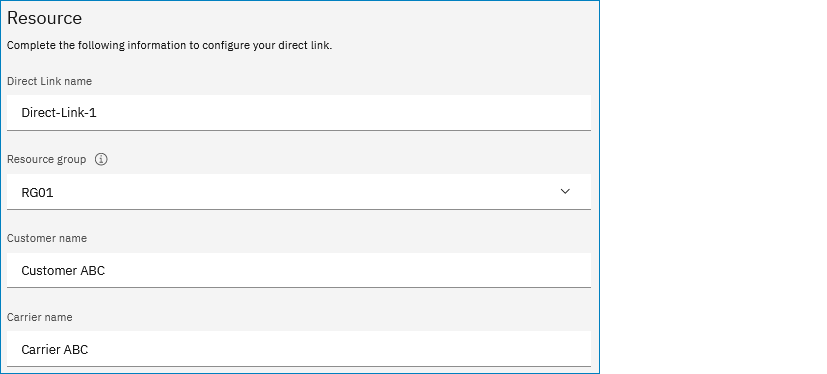 Resource
Complete the following information to configure your direct link.
Direct Link name
Direct-Link-1
Resource group
RG01
Customer name
Customer ABC
Carrier name
Carrier ABC